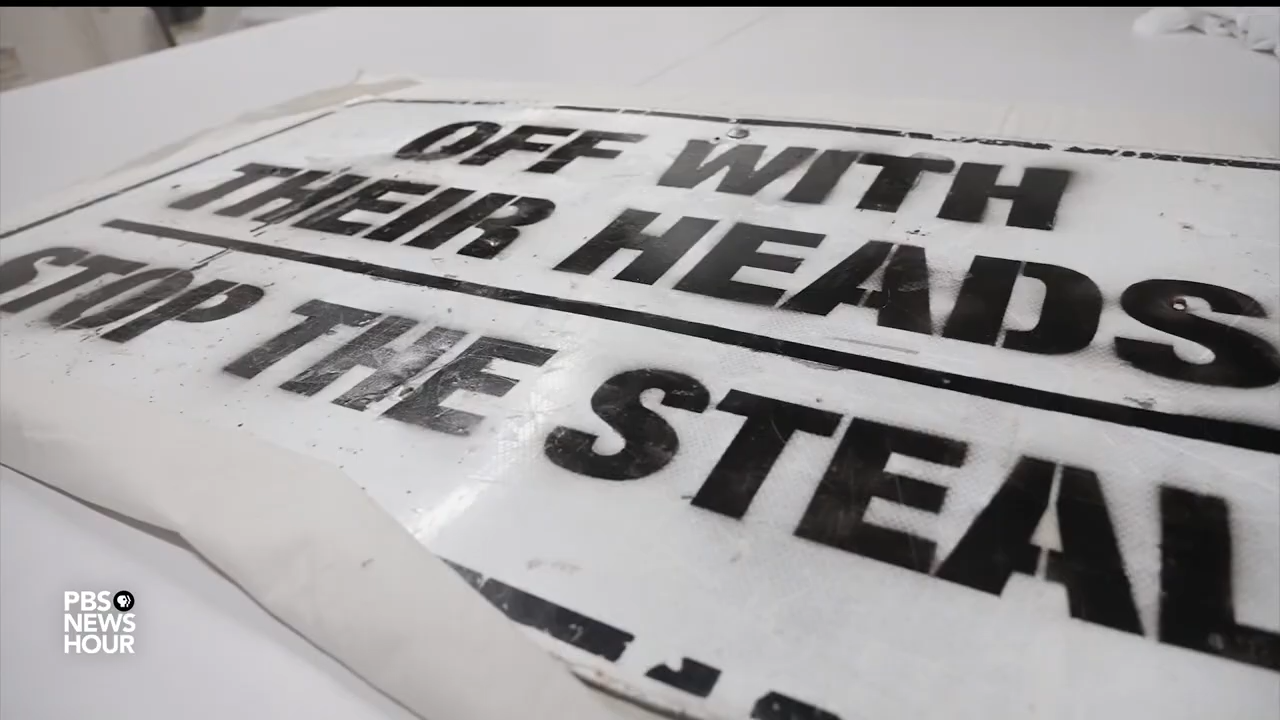 OFF WITH
THEIR HEADS
STOP THE STEAL
PBS
NEWS
HOUR